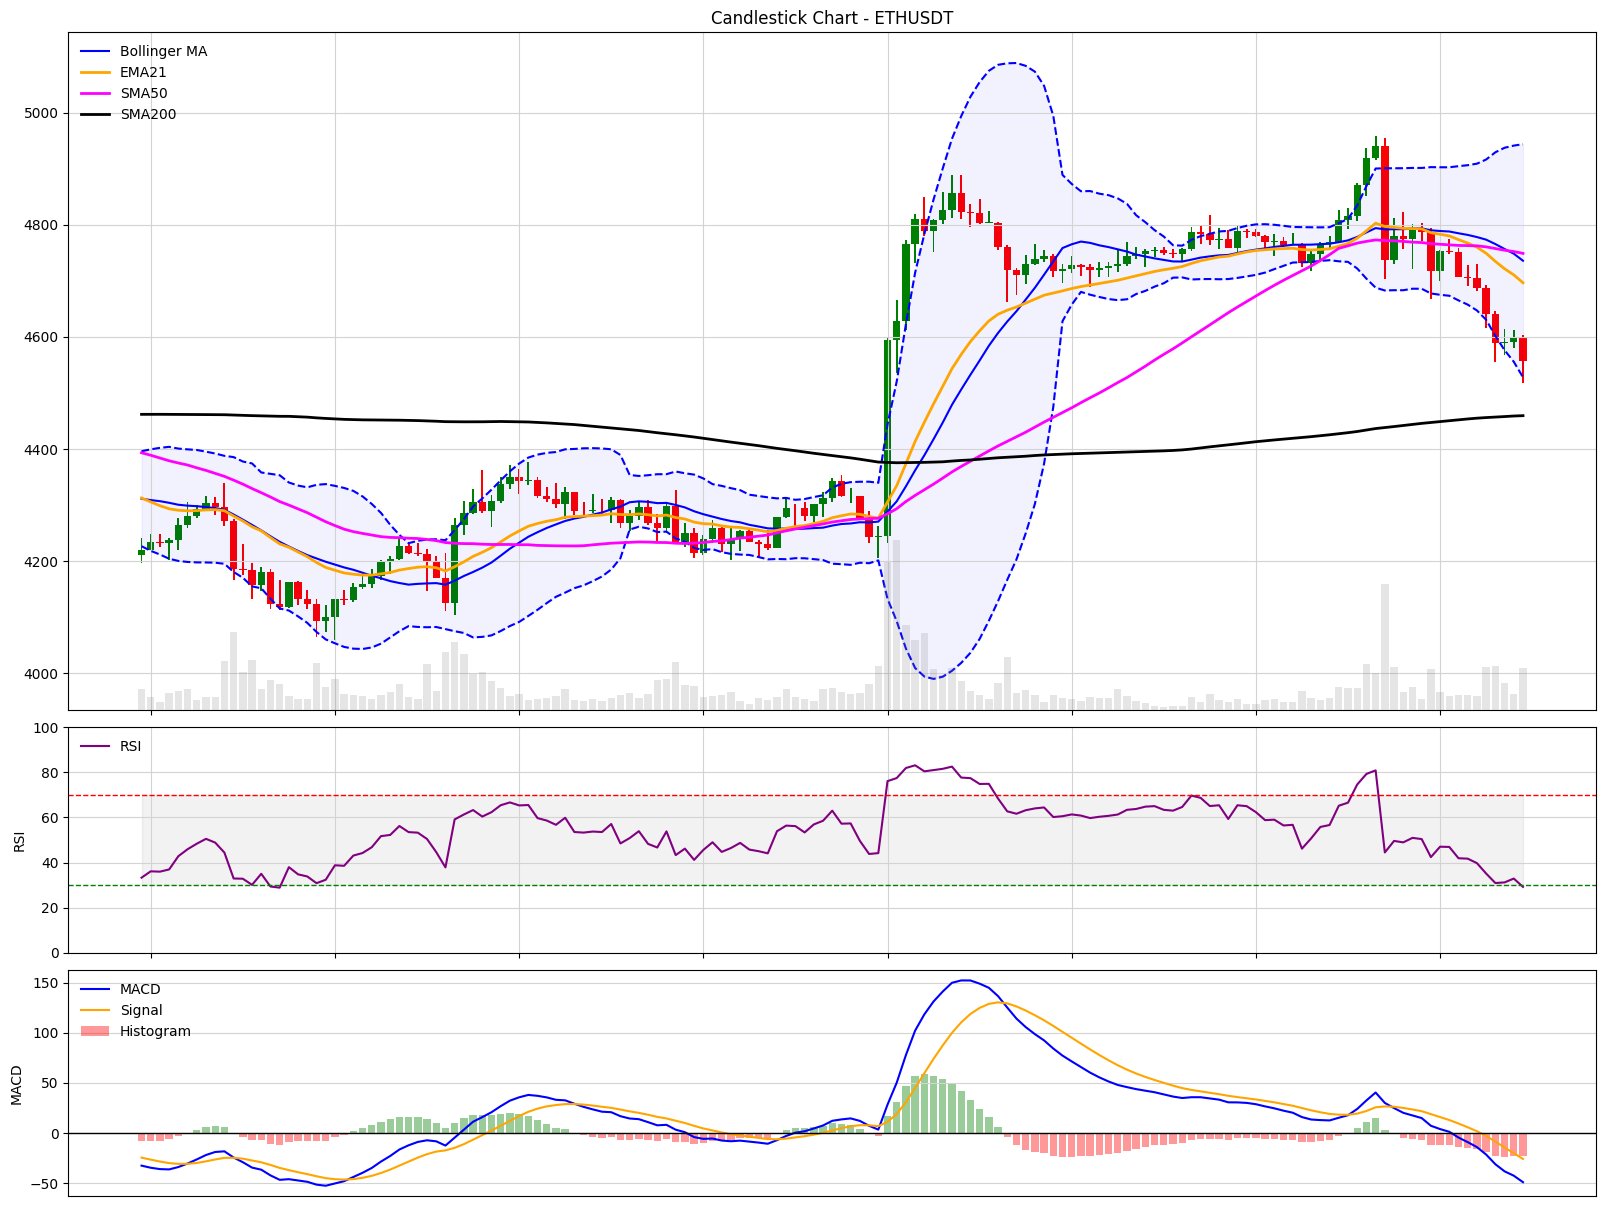 Candlestick Chart - ETHUSDT
Bollinger MA
EMA21
SMA50
SMA200
5000
4800
4600
4400
4200
4000
RSI
100
80
60
40
20
0
RSI
MACD
Signal
Histogram
150
100
50
0
−50
MACD